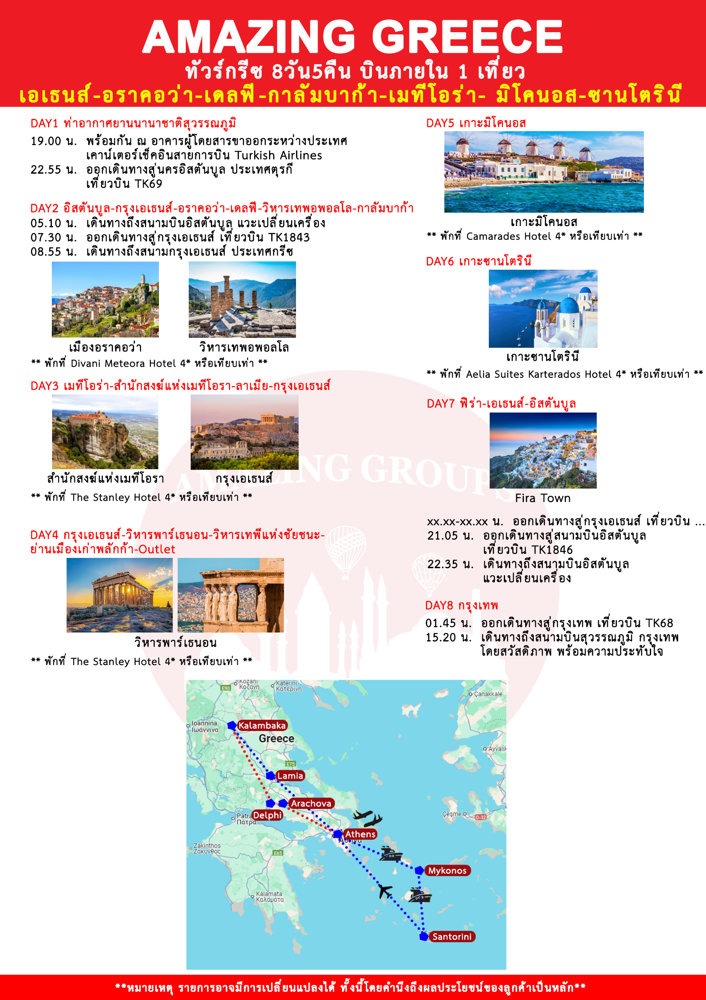 AMAZING GREECE
ทัวร์กรีซ 8วัน5คืน บินภายใน 1 เที่ยว
เอเธนส์-อราคอว่า-เดลฟี-กาลัมบาก้า-เมทีโอร่า- มิโคนอส-ซานโตรินี
DAY1 ท่าอากาศยานนานาชาติสุวรรณภูมิ
19.00 น. พร้อมกัน ณ อาคารผู้โดยสารขาออกระหว่างประเทศ
เคาน์เตอร์เช็คอินสายการบิน Turkish Airlines
22.55 น. ออกเดินทางสู่นครอิสตันบูล ประเทศตุรกี
เที่ยวบิน TK69
DAY2 อิสตันบูล-กรุงเอเธนส์-อราคอว่า-เดลฟี-วิหารเทพอพอลโล-กาลัมบาก้า
05.10 น. เดินทางถึงสนามบินอิสตันบูล แวะเปลี่ยนเครื่อง
07.30 น. ออกเดินทางสู่กรุงเอเธนส์ เที่ยวบิน TK1843
08.55 น. เดินทางถึงสนามกรุงเอเธนส์ ประเทศกรีซ
เมืองอราคอว่า
วิหารเทพอพอลโล
** พักที่ Divani Meteora Hotel 4* หรือเทียบเท่า **
DAY3 เมทีโอร่า-สำนักสงฆ์แห่งเมทีโอรา-ลาเมีย-กรุงเอเธนส์
สำนักสงฆ์แห่งเมทีโอรา
กรุงเอเธนส์
** พักที่ The Stanley Hotel 4* หรือเทียบเท่า **
DAY4 กรุงเอเธนส์-วิหารพาร์เธนอน-วิหารเทพีแห่งชัยชนะ-
ย่านเมืองเก่าพลักก้า-Outlet
วิหารพาร์เธนอน
** พักที่ The Stanley Hotel 4* หรือเทียบเท่า **
DAY5 เกาะมิโคนอส
เกาะมิโคนอส
** พักที่ Camarades Hotel 4* หรือเทียบเท่า **
DAY6 เกาะซานโตรินี
เกาะซานโตรินี
** พักที่ Aelia Suites Karterados Hotel 4* หรือเทียบเท่า **
DAY7 ฟิร่า-เอเธนส์-อิสตันบูล
Fira Town
xx.xx-xx.xx น. ออกเดินทางสู่กรุงเอเธนส์ เที่ยวบิน ...
21.05 น. ออกเดินทางสู่สนามบินอิสตันบูล
เที่ยวบิน TK1846
22.35 น. เดินทางถึงสนามบินอิสตันบูล
แวะเปลี่ยนเครื่อง
DAY8 กรุงเทพ
01.45 น. ออกเดินทางสู่กรุงเทพ เที่ยวบิน TK68
15.20 น. เดินทางถึงสนามบินสุวรรณภูมิ กรุงเทพ
โดยสวัสดิภาพ พร้อมความประทับใจ
AMAZING GROUPS
Kozani
Κοζάνη
E90
Katerini
Κατερίνη
Çanakkale
Ioannina
Ιωάννινα
Kalambaka
Greece
Ayvalık
E75
Lamia
Arachova
Delphi
Patra
Πάτρα
Çeşme
O-32
Athens
Zakinthos
Ζάκυνθος
E65
Mykonos
Kalamata
Καλαμάτα
Santorini
**หมายเหตุ รายการอาจมีการเปลี่ยนแปลงได้ ทั้งนี้โดยคำนึงถึงผลประโยชน์ของลูกค้าเป็นหลัก**